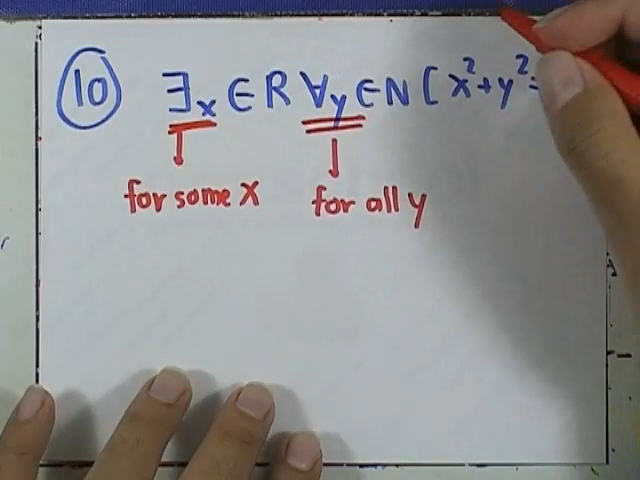 10 ∃x ∈ R ∀y ∈ N [ x² + y² =
for some x for all y